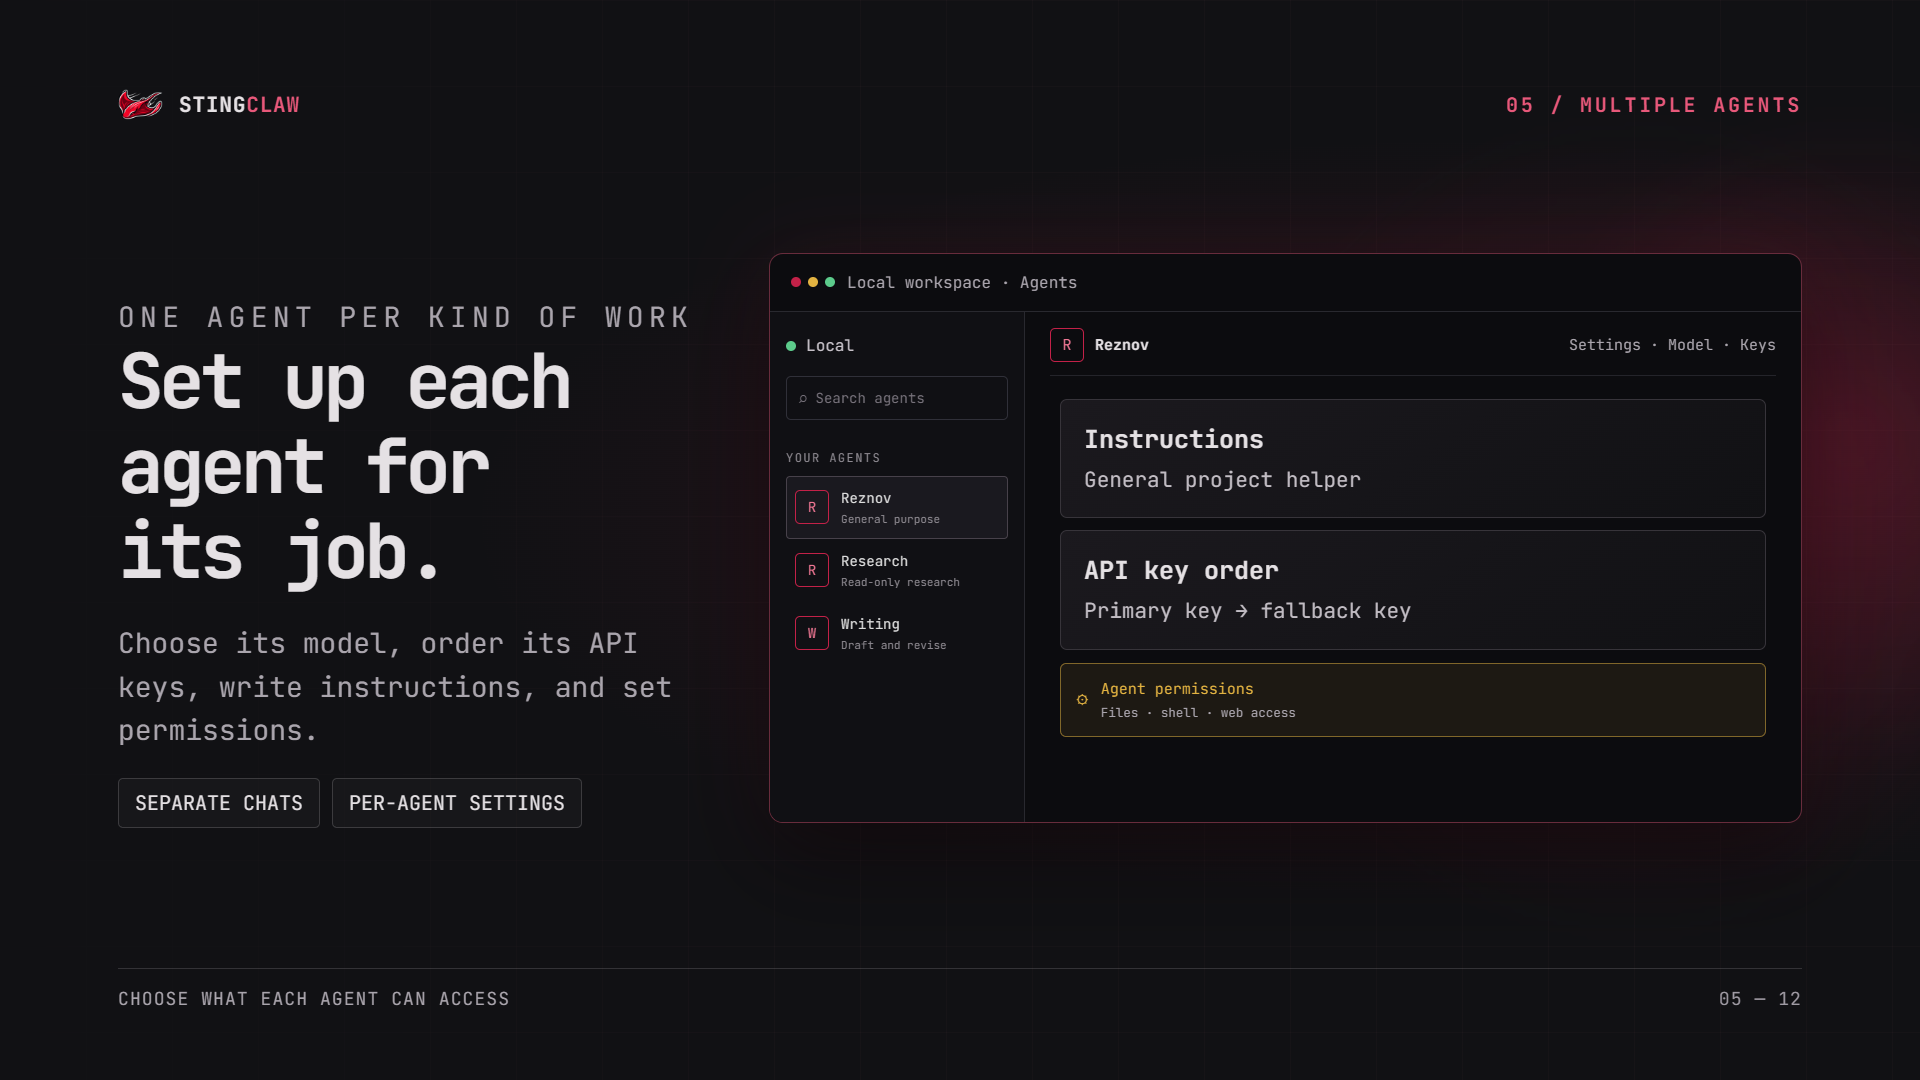 STINGCLAW
05 / MULTIPLE AGENTS
ONE AGENT PER KIND OF WORK
Set up each
agent for
its job.
Choose its model, order its API
keys, write instructions, and set
permissions.
SEPARATE CHATS
PER-AGENT SETTINGS
Local workspace · Agents
Local
Search agents
YOUR AGENTS
R
Reznov
General purpose
R
Research
Read-only research
W
Writing
Draft and revise
R
Reznov
Settings · Model · Keys
Instructions
General project helper
API key order
Primary key → fallback key
Agent permissions
Files · shell · web access
CHOOSE WHAT EACH AGENT CAN ACCESS
05 — 12